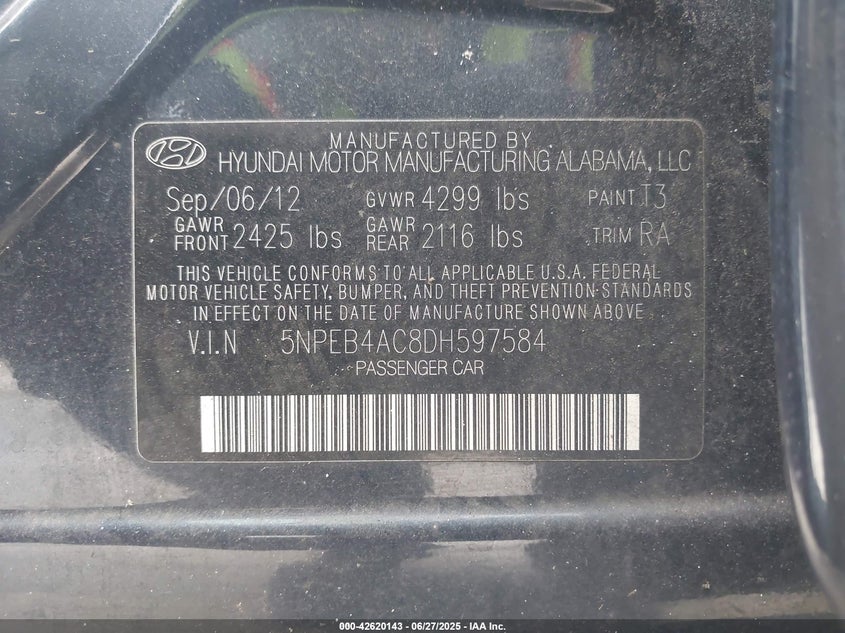 MANUFACTURED BY
HYUNDAI MOTOR MANUFACTURING ALABAMA, LLC
Sep/06/12 GVWR 4299 lbs PAINT T3
GAWR FRONT 2425 lbs GAWR REAR 2116 lbs TRIM RA
THIS VEHICLE CONFORMS TO ALL APPLICABLE U.S.A. FEDERAL
MOTOR VEHICLE SAFETY, BUMPER, AND THEFT PREVENTION STANDARDS
IN EFFECT ON THE DATE OF MANUFACTURE SHOWN ABOVE
V.I.N 5NPEB4AC8DH597584
PASSENGER CAR
000-42620143 - 06/27/2025 - IAA Inc.